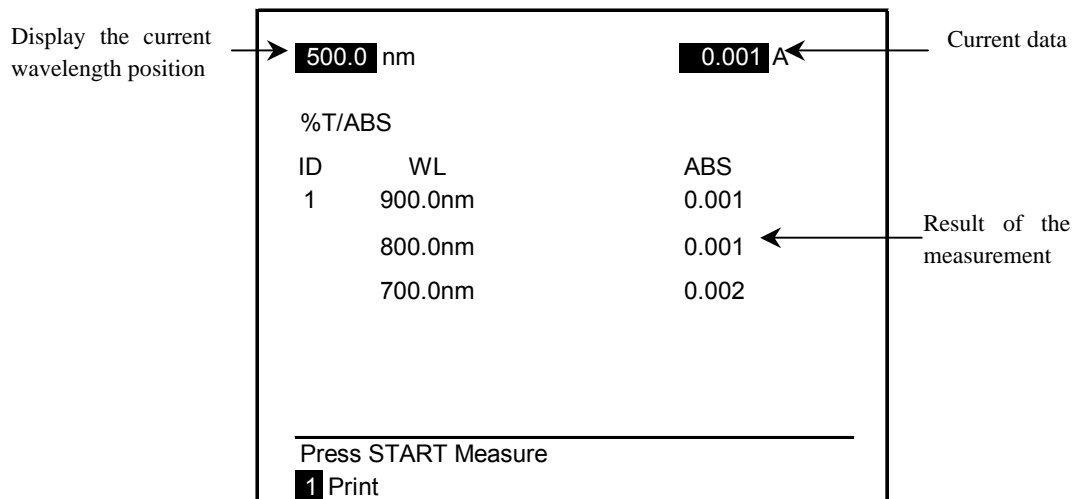 Display the current
wavelength position
500.0 nm
0.001 A
Current data
%T/ABS
ID WL ABS
1 900.0nm 0.001
800.0nm 0.001
700.0nm 0.002
Result of the
measurement
Press START Measure
1 Print